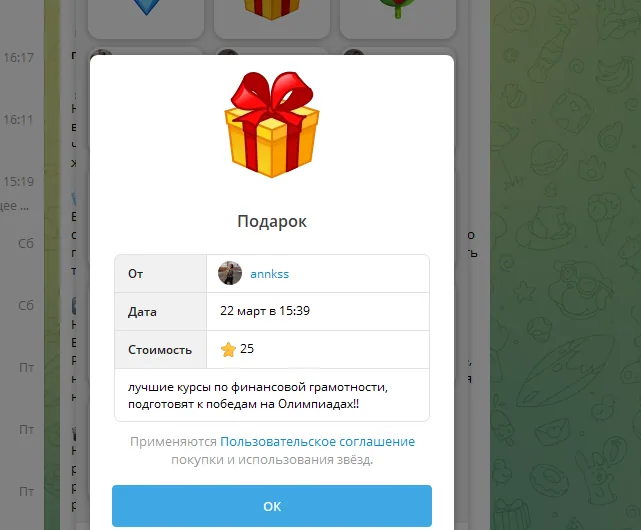 16:17
16:11
15:19
щее ...
Сб
Сб
Пт
Пт
Пт
Подарок
От annkss
Дата 22 март в 15:39
Стоимость 25
лучшие курсы по финансовой грамотности,
подготовят к победам на Олимпиадах!!
Применяются Пользовательское соглашение
покупки и использования звёзд.
ОК